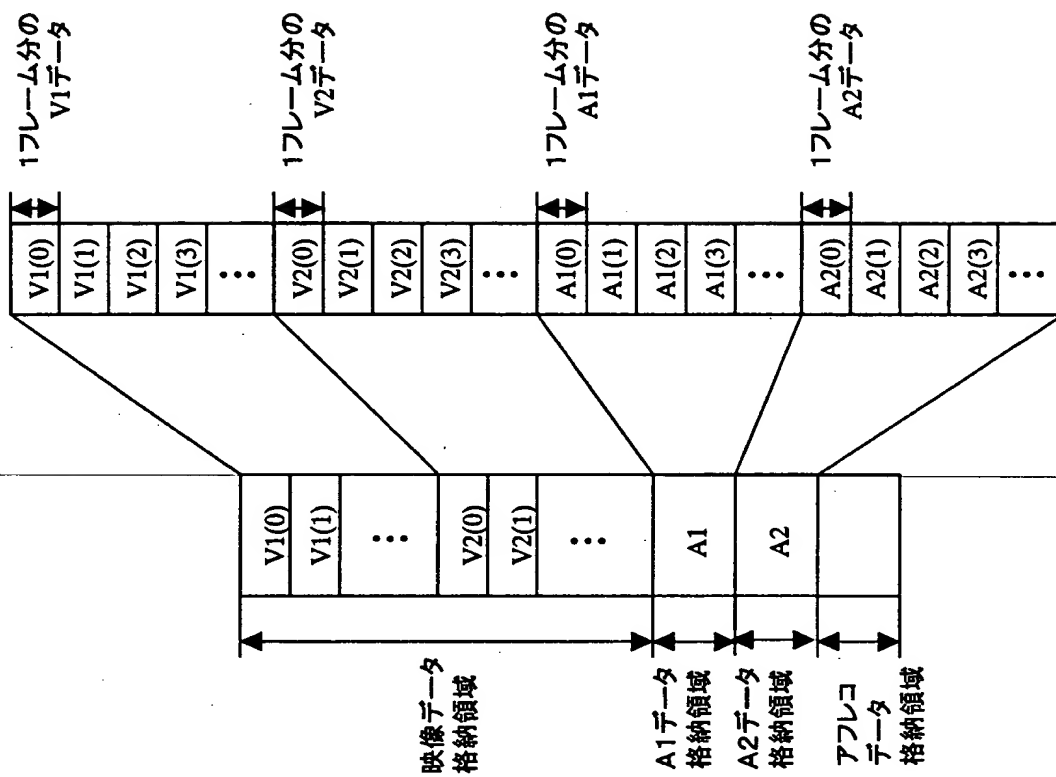 1フレーム分の
V1データ
1フレーム分の
V2データ
1フレーム分の
A1データ
1フレーム分の
A2データ
V1(0)
V1(1)
V1(2)
V1(3)
…
V2(0)
V2(1)
V2(2)
V2(3)
…
A1(0)
A1(1)
A1(2)
A1(3)
…
A2(0)
A2(1)
A2(2)
A2(3)
…
V1(0)
V1(1)
…
V2(0)
V2(1)
…
A1
A2
映像データ
格納領域
A1データ
格納領域
A2データ
格納領域
アフレコ
データ
格納領域